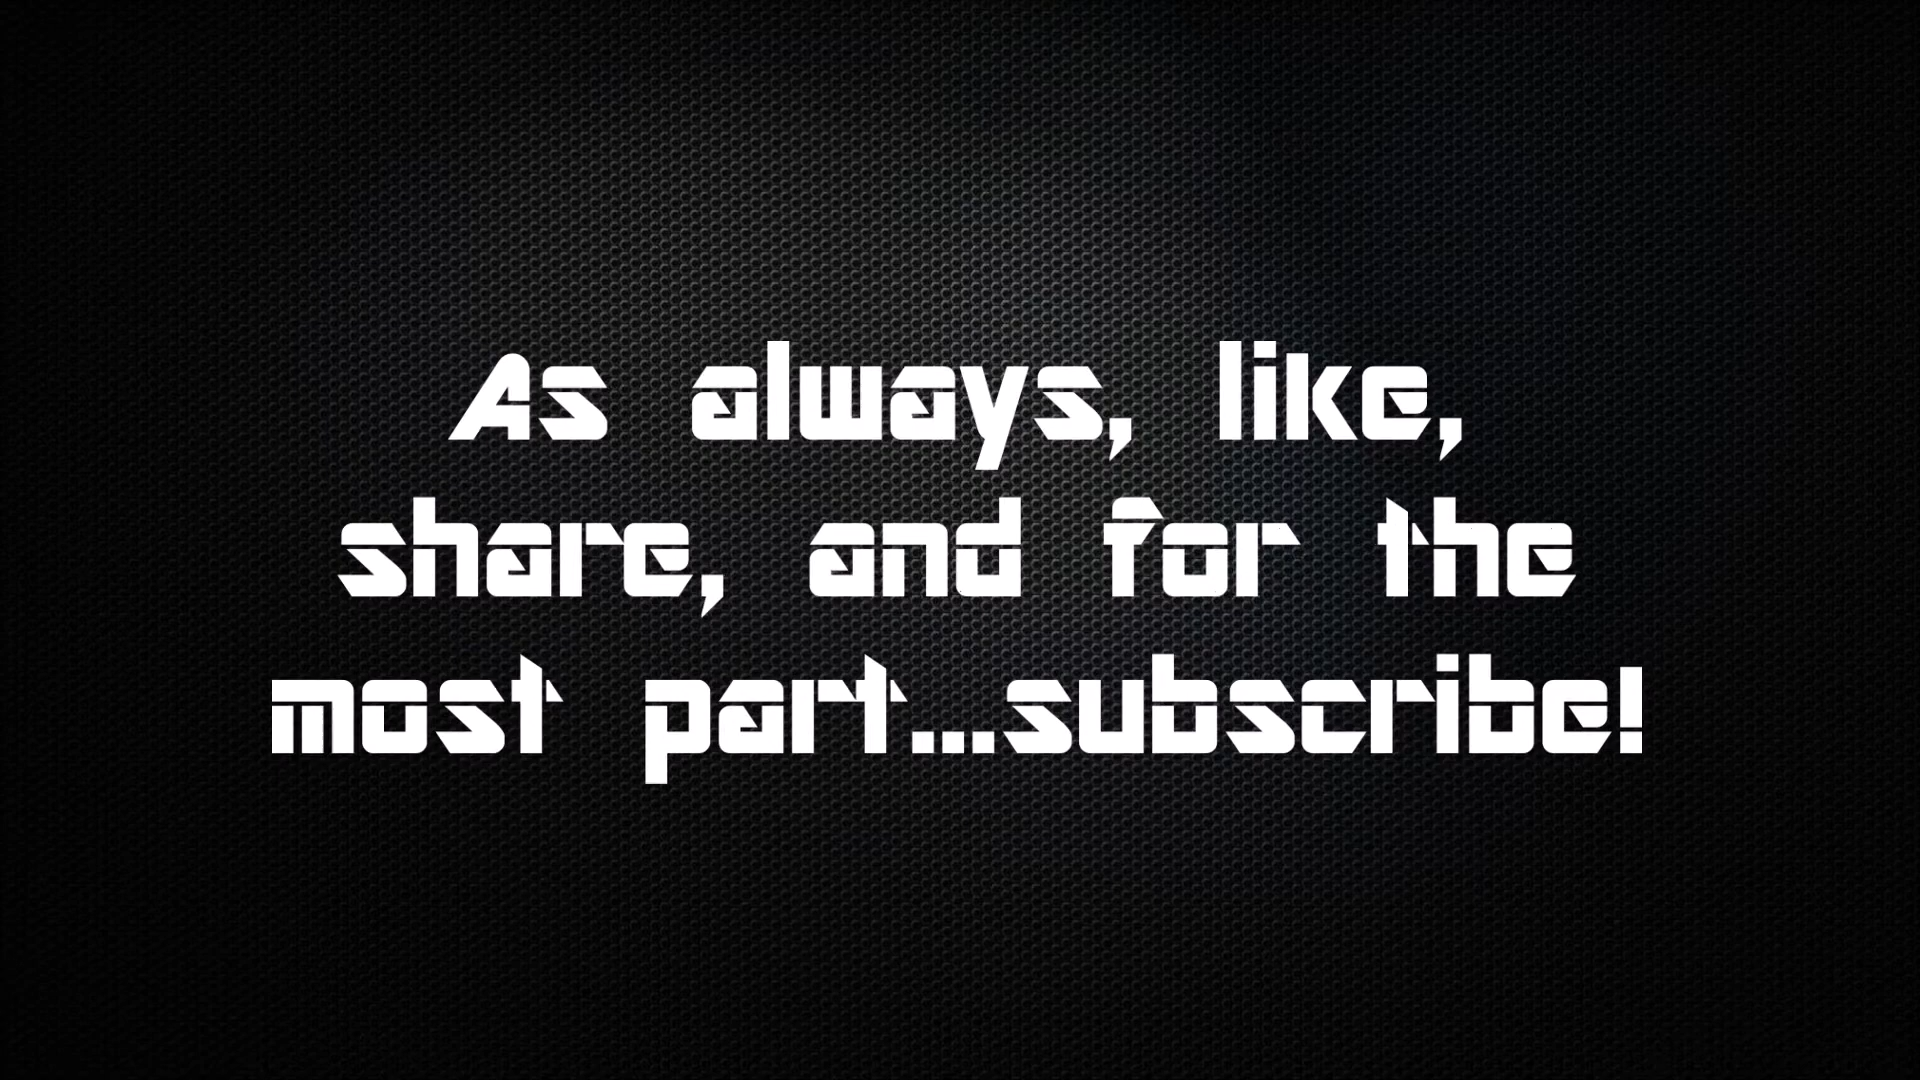 As always, like,
share, and for the
most part...subscribe!